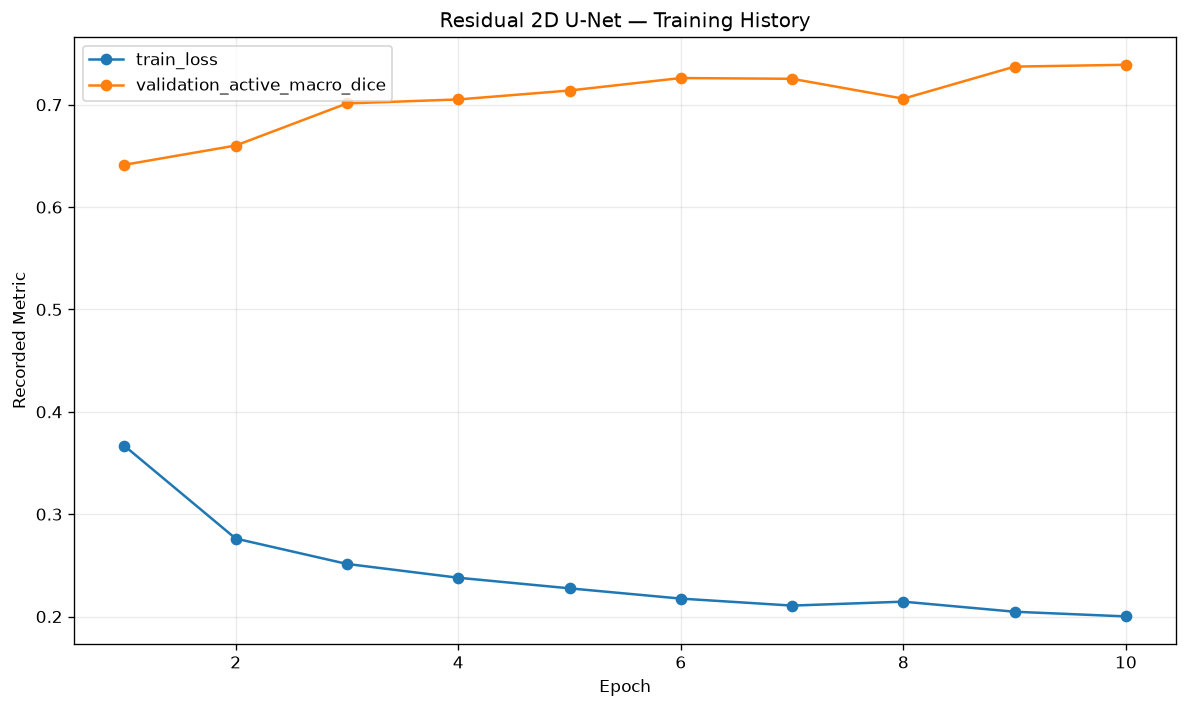 Residual 2D U-Net — Training History
train_loss
validation_active_macro_dice
Recorded Metric
0.7
0.6
0.5
0.4
0.3
0.2
2
4
6
8
10
Epoch